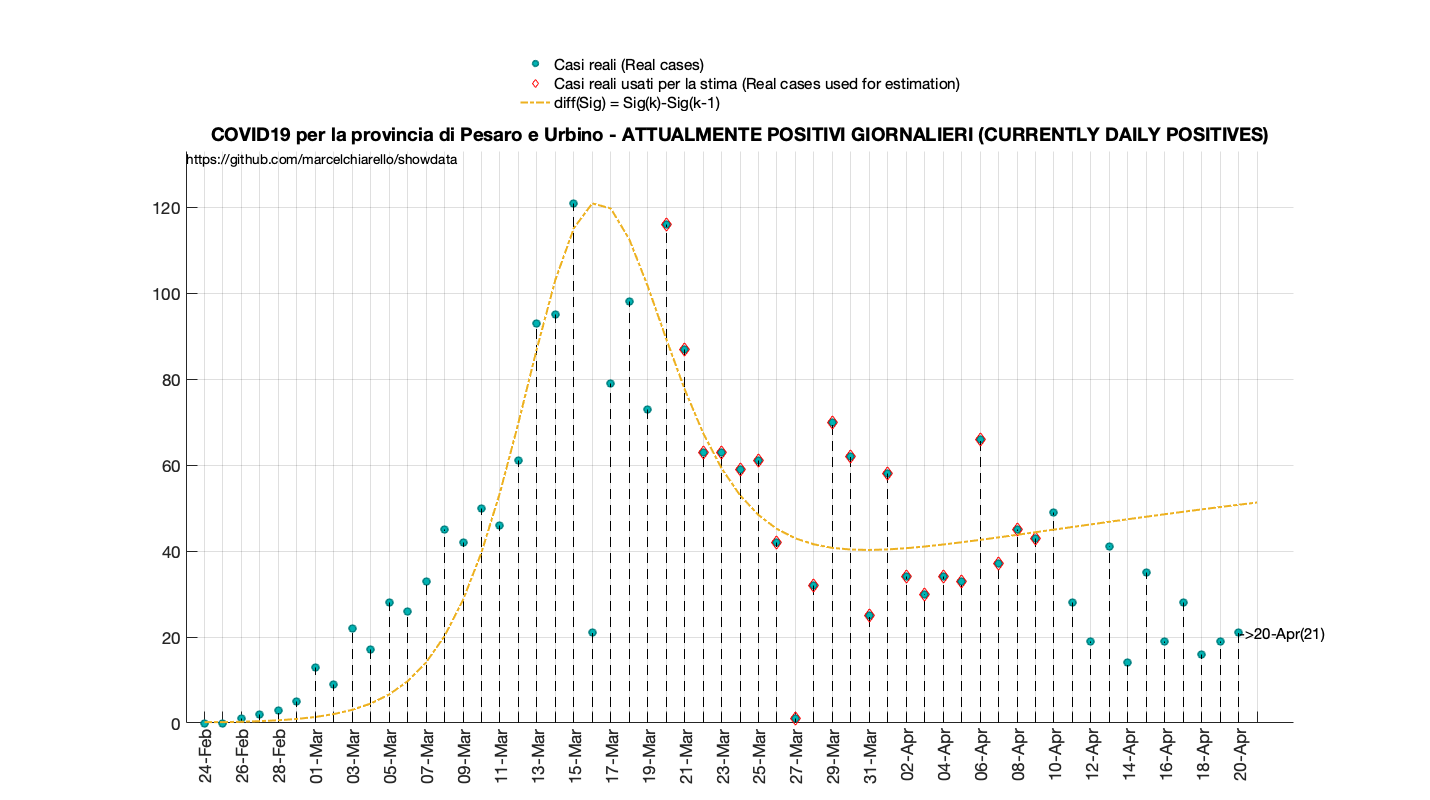 Casi reali (Real cases)
Casi reali usati per la stima (Real cases used for estimation)
diff(Sig) = Sig(k)-Sig(k-1)
COVID19 per la provincia di Pesaro e Urbino - ATTUALMENTE POSITIVI GIORNALIERI (CURRENTLY DAILY POSITIVES)
https://github.com/marcelchiarello/showdata
120
100
80
60
40
20
0
->20-Apr(21)
24-Feb
26-Feb
28-Feb
01-Mar
03-Mar
05-Mar
07-Mar
09-Mar
11-Mar
13-Mar
15-Mar
17-Mar
19-Mar
21-Mar
23-Mar
25-Mar
27-Mar
29-Mar
31-Mar
02-Apr
04-Apr
06-Apr
08-Apr
10-Apr
12-Apr
14-Apr
16-Apr
18-Apr
20-Apr